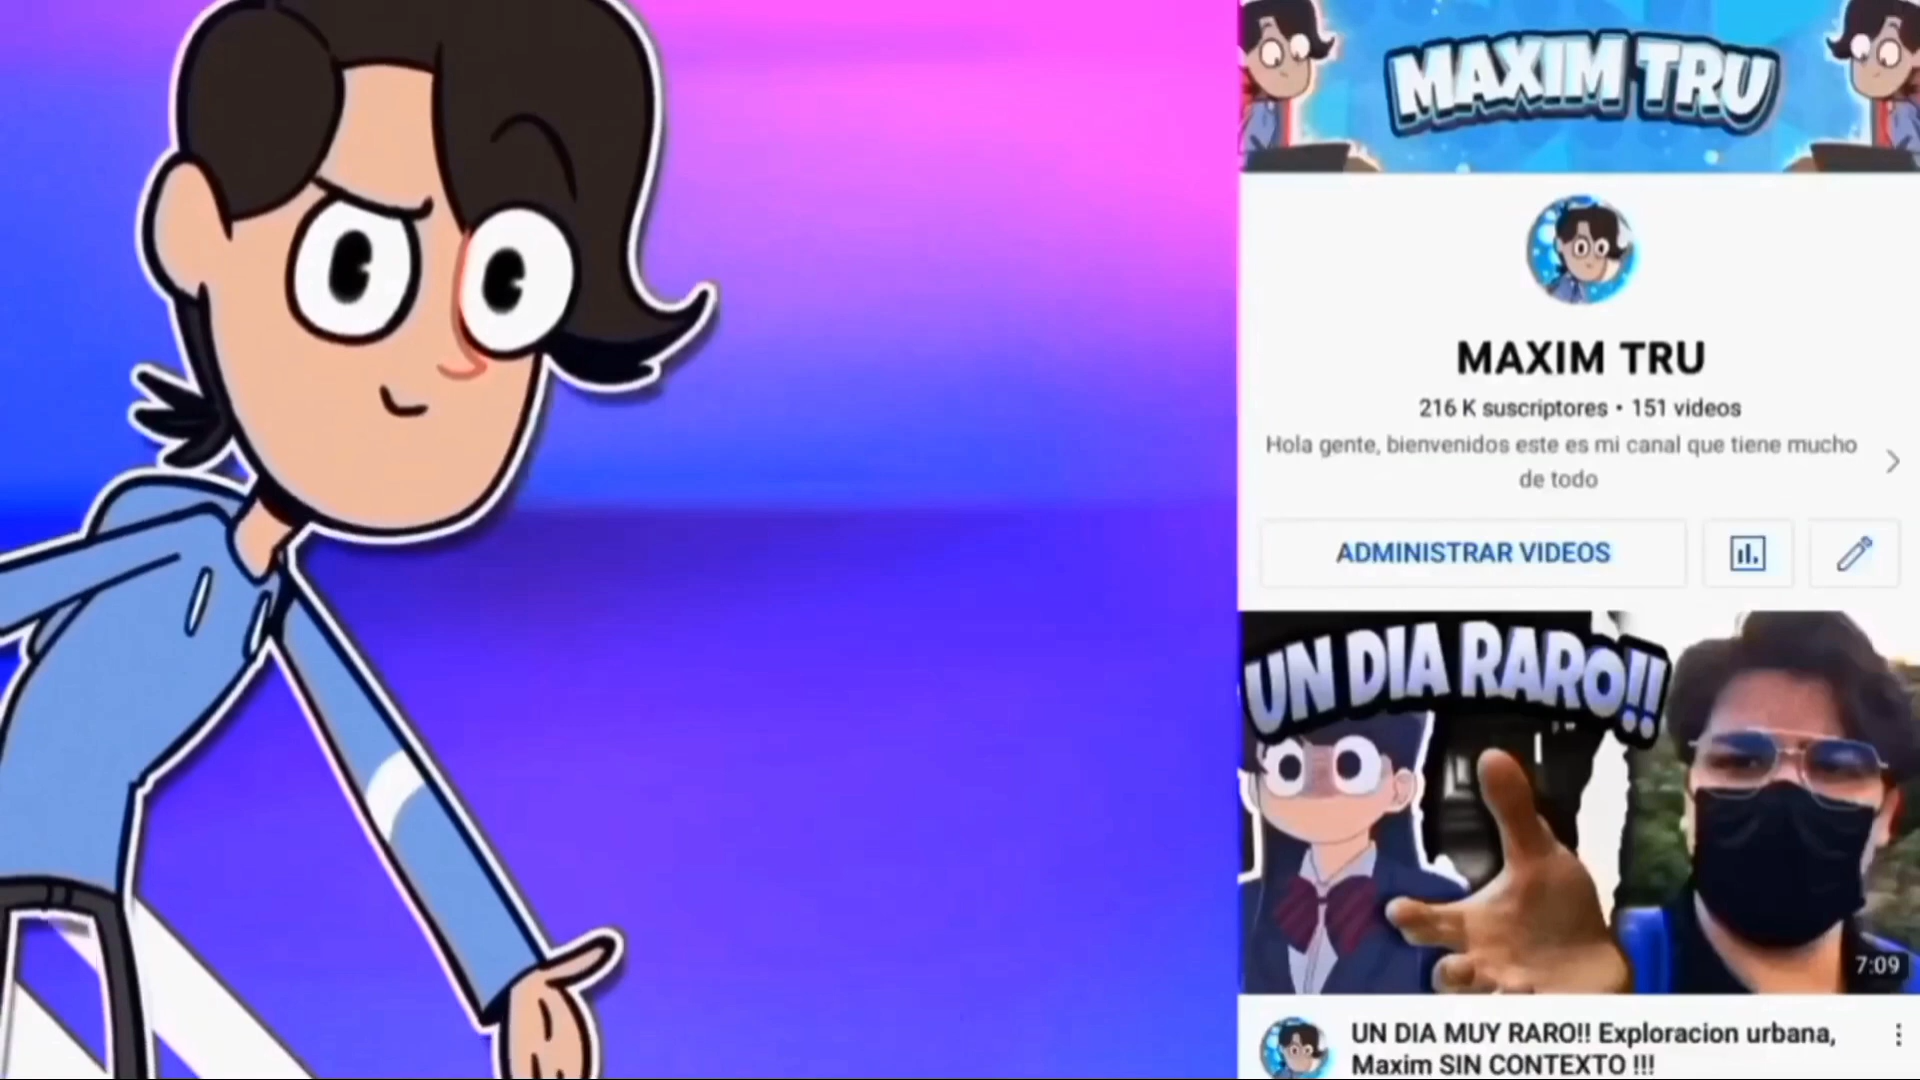 MAXIM TRU
MAXIM TRU
216 K suscriptores • 151 videos
Hola gente, bienvenidos este es mi canal que tiene mucho
de todo
ADMINISTRAR VIDEOS
UN DIA RARO!!
7:09
UN DIA MUY RARO!! Exploracion urbana,
Maxim SIN CONTEXTO !!!